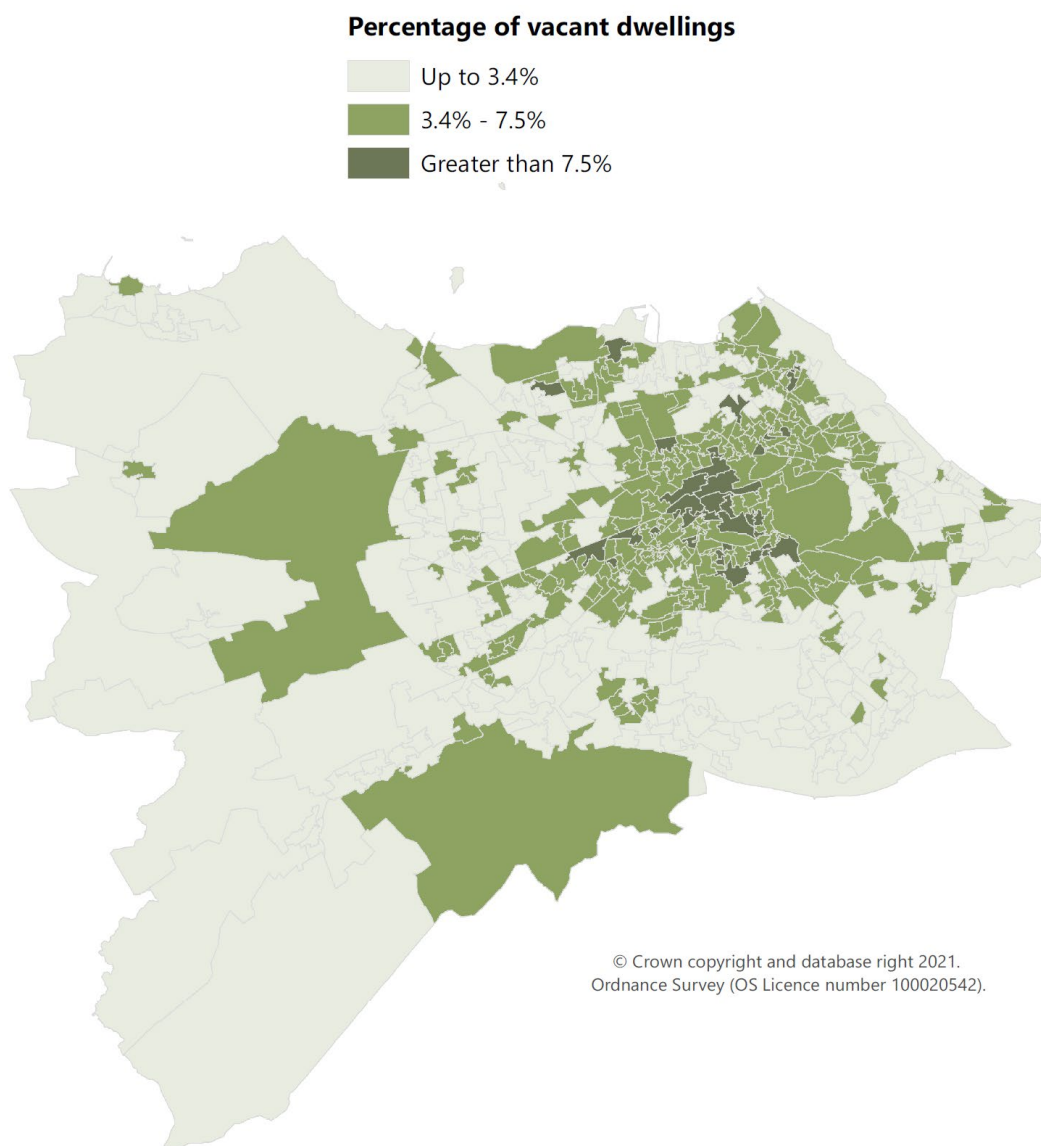 Percentage of vacant dwellings
Up to 3.4%
3.4% - 7.5%
Greater than 7.5%
© Crown copyright and database right 2021.
Ordnance Survey (OS Licence number 100020542).